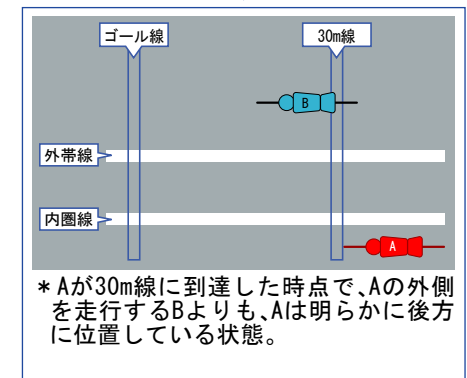 ゴール線
30m線
B
外帯線
内圏線
A
*Aが30m線に到達した時点で、Aの外側
を走行するBよりも、Aは明らかに後方
に位置している状態。